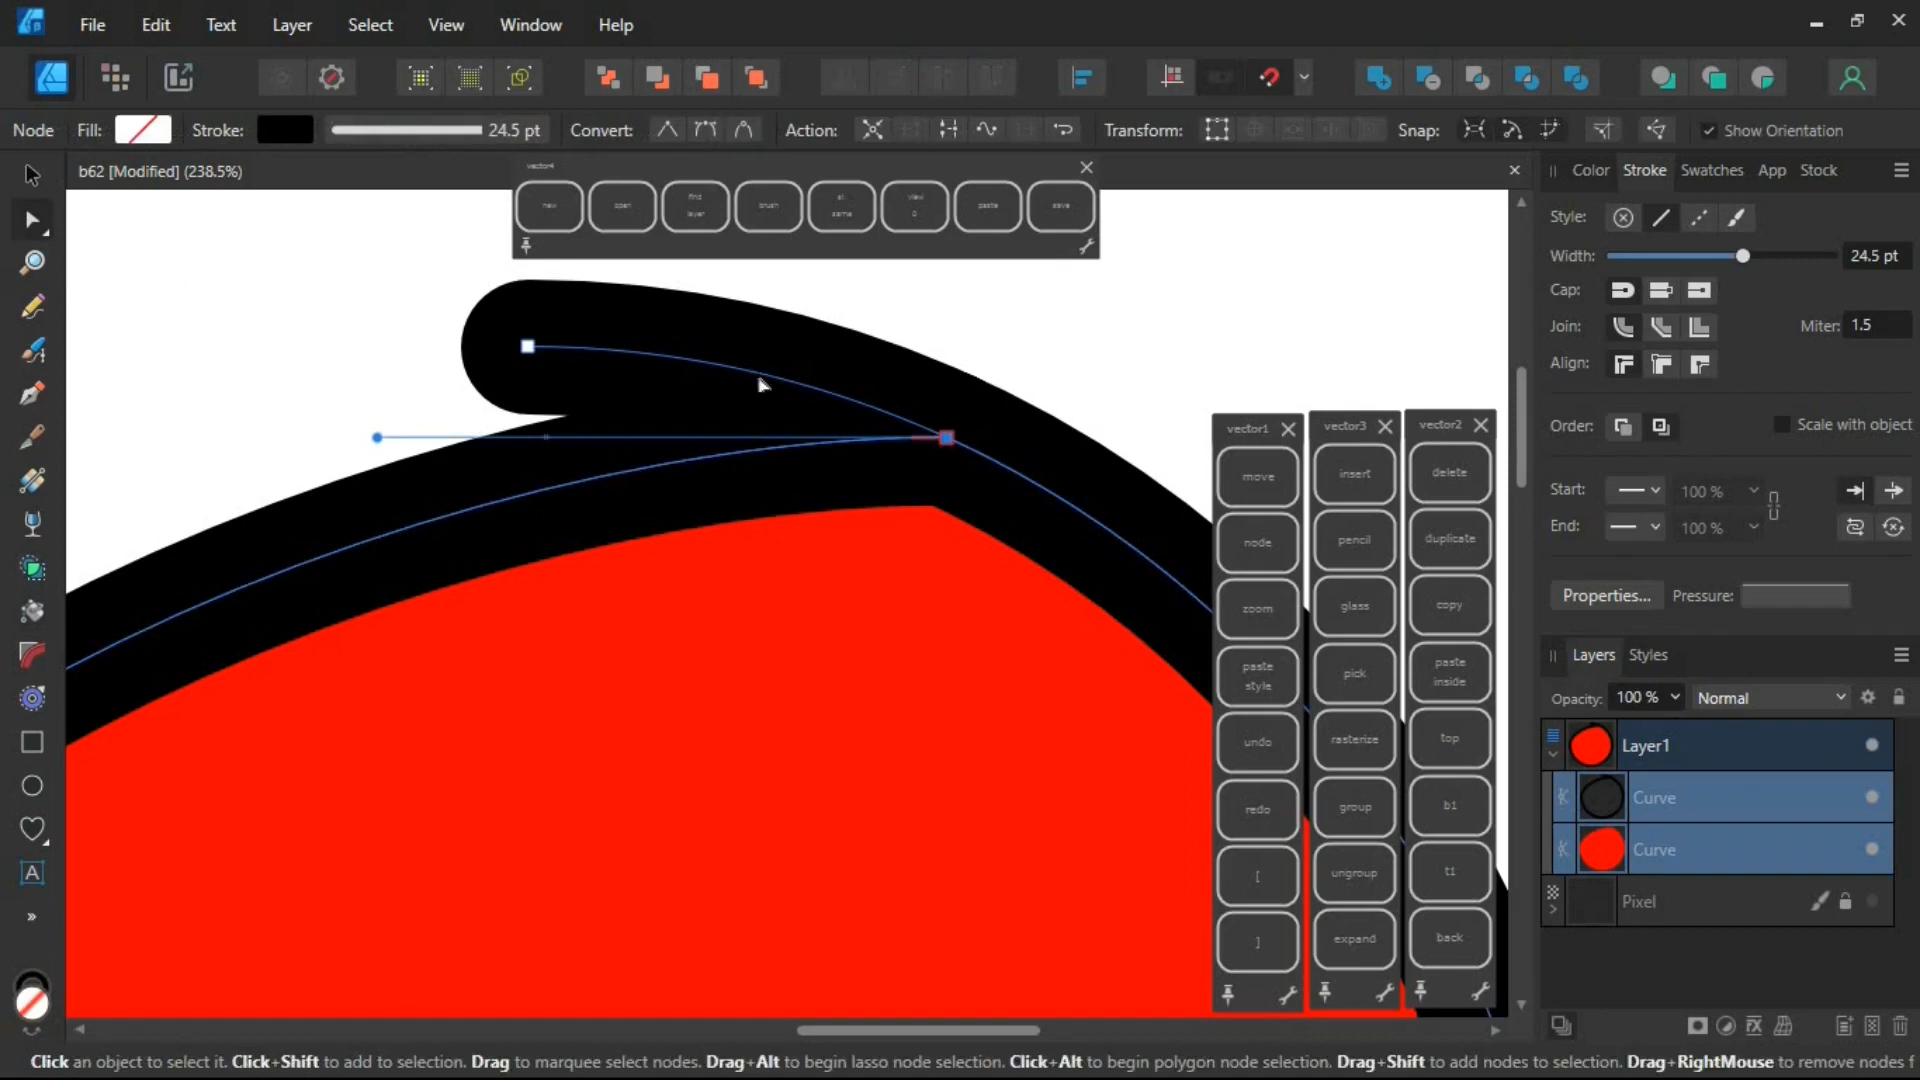 File Edit Text Layer Select View Window Help
Node Fill: Stroke: 24.5 pt Convert: Action: Transform: Snap: Show Orientation
b62 [Modified] (238.5%)
vector4
new open find layer brush st same view 0 paste save
Color Stroke Swatches App Stock
Style:
Width: 24.5 pt
Cap:
Join: Miter: 1.5
Align:
Order: Scale with object
Start: 100 %
End: 100 %
Properties... Pressure:
vector1 vector3 vector2
move insert delete
node pencil duplicate
zoom glass copy
paste style pick paste inside
undo rasterize top
redo group b1
[ ungroup t1
] expand back
Layers Styles
Opacity: 100 % Normal
Layer1
Curve
Curve
Pixel
Click an object to select it. Click+Shift to add to selection. Drag to marquee select nodes. Drag+Alt to begin lasso node selection. Click+Alt to begin polygon node selection. Drag+Shift to add nodes to selection. Drag+RightMouse to remove nodes f